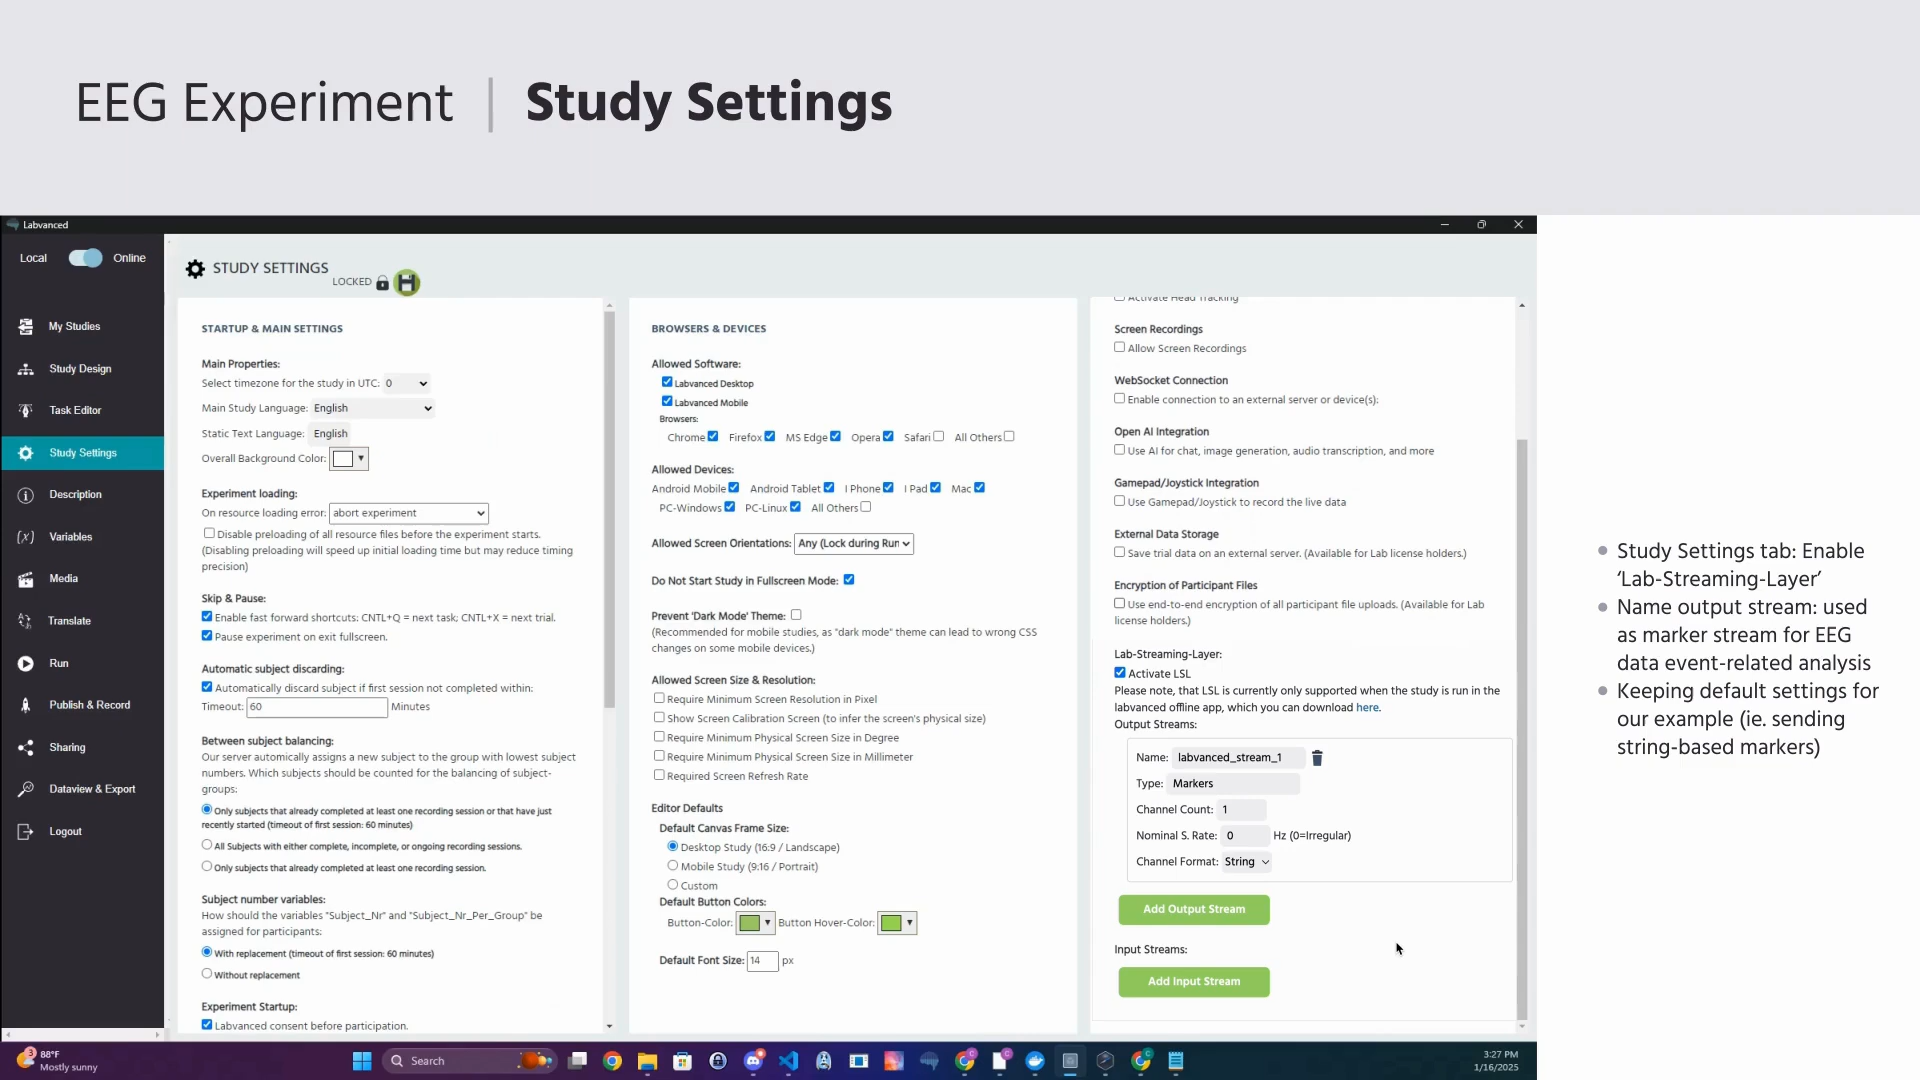 EEG Experiment | Study Settings
Labvanced
Local Online
My Studies
Study Design
Task Editor
Study Settings
Description
Variables
Media
Translate
Run
Publish & Record
Sharing
Dataview & Export
Logout
STUDY SETTINGS
LOCKED
STARTUP & MAIN SETTINGS
Main Properties:
Select timezone for the study in UTC: 0
Main Study Language: English
Static Text Language: English
Overall Background Color:
Experiment loading:
On resource loading error: abort experiment
Disable preloading of all resource files before the experiment starts.
(Disabling preloading will speed up initial loading time but may reduce timing
precision)
Skip & Pause:
Enable fast forward shortcuts: CNTL+Q = next task; CNTL+X = next trial.
Pause experiment on exit fullscreen.
Automatic subject discarding:
Automatically discard subject if first session not completed within:
Timeout: 60 Minutes
Between subject balancing:
Our server automically assigns a new subject to the group with lowest subject
numbers. Which subjects should be counted for the balancing of subject-
groups:
Only subjects that already completed at least one recording session or that have just
recently started (timeout of first session: 60 minutes)
All Subjects with either complete, incomplete, or ongoing recording sessions.
Only subjects that already completed at least one recording session.
Subject number variables:
How should the variables "Subject_Nr" and "Subject_Nr_Per_Group" be
assigned for participants:
With replacement (timeout of first session: 60 minutes)
Without replacement
Experiment Startup:
Labvanced consent before participation.
BROWSERS & DEVICES
Allowed Software:
Labvanced Desktop
Labvanced Mobile
Browsers:
Chrome Firefox MS Edge Opera Safari All Others
Allowed Devices:
Android Mobile Android Tablet I Phone I Pad Mac
PC-Windows PC-Linux All Others
Allowed Screen Orientations: Any (Lock during Run
Do Not Start Study in Fullscreen Mode:
Prevent 'Dark Mode' Theme:
(Recommended for mobile studies, as "dark mode" theme can lead to wrong CSS
changes on some mobile devices.)
Allowed Screen Size & Resolution:
Require Minimum Screen Resolution in Pixel
Show Screen Calibration Screen (to infer the screen's physical size)
Require Minimum Physical Screen Size in Degree
Require Minimum Physical Screen Size in Millimeter
Required Screen Refresh Rate
Editor Defaults
Default Canvas Frame Size:
Desktop Study (16:9 / Landscape)
Mobile Study (9:16 / Portrait)
Custom
Default Button Colors:
Button-Color: Button Hover-Color:
Default Font Size: 14 px
Activate Head Tracking
Screen Recordings
Allow Screen Recordings
WebSocket Connection
Enable connection to an external server or device(s):
Open AI Integration
Use AI for chat, image generation, audio transcription, and more
Gamepad/Joystick Integration
Use Gamepad/Joystick to record the live data
External Data Storage
Save trial data on an external server. (Available for Lab license holders.)
Encryption of Participant Files
Use end-to-end encryption of all participant file uploads. (Available for Lab
license holders.)
Lab-Streaming-Layer:
Activate LSL
Please note, that LSL is currently only supported when the study is run in the
labvanced offline app, which you can download here.
Output Streams:
Name: labvanced_stream_1
Type: Markers
Channel Count: 1
Nominal S. Rate: 0 Hz (0=Irregular)
Channel Format: String
Add Output Stream
Input Streams:
Add Input Stream
Study Settings tab: Enable
‘Lab-Streaming-Layer’
Name output stream: used
as marker stream for EEG
data event-related analysis
Keeping default settings for
our example (ie. sending
string-based markers)
3
88°F
Mostly sunny
Search
3:27 PM
1/16/2025